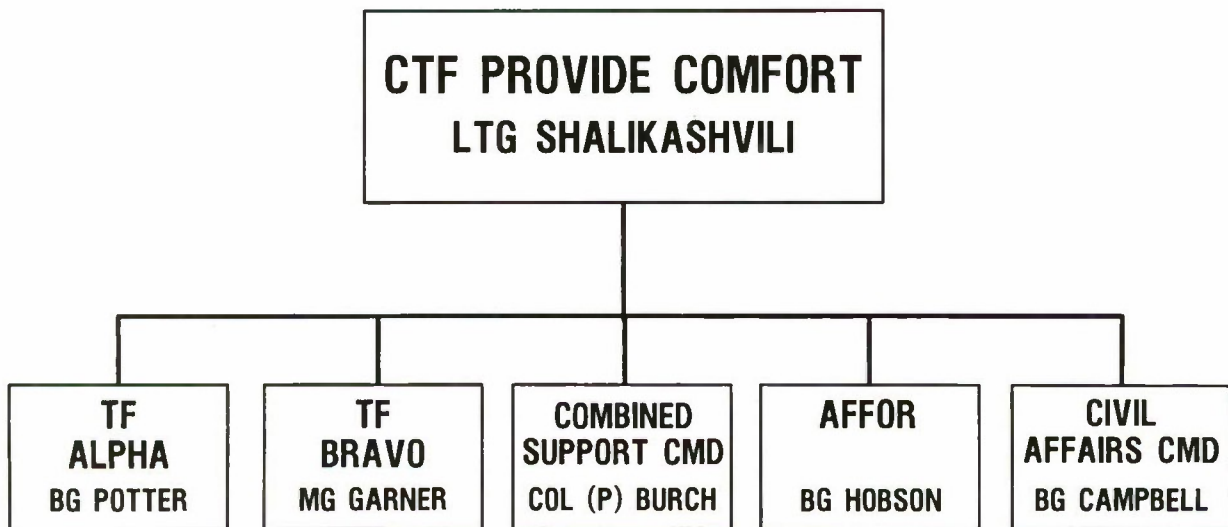 CTF PROVIDE COMFORT
LTG SHALIKASHVILI
TF
ALPHA
BG POTTER
TF
BRAVO
MG GARNER
COMBINED
SUPPORT CMD
COL (P) BURCH
AFFOR
BG HOBSON
CIVIL
AFFAIRS CMD
BG CAMPBELL